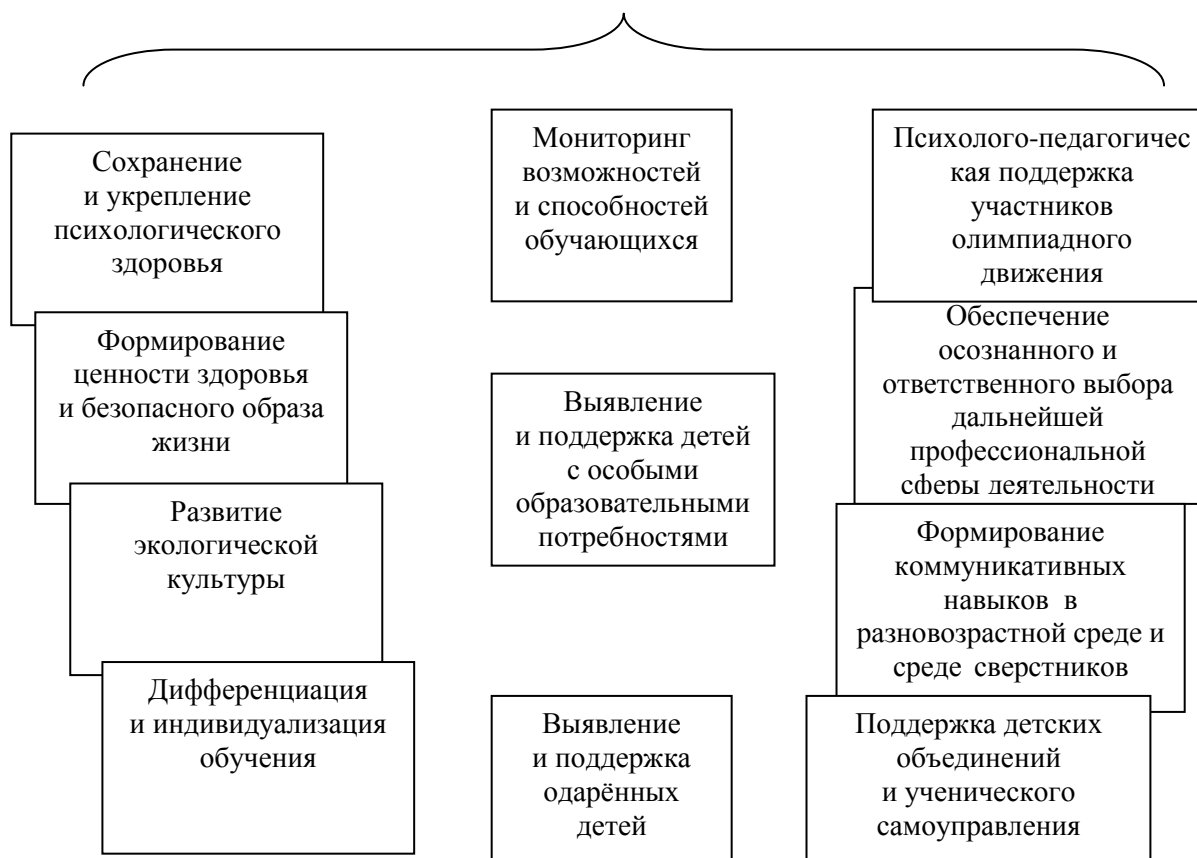 Сохранение
и укрепление
психологического
здоровья
Формирование
ценности здоровья
и безопасного образа
жизни
Развитие
экологической
культуры
Дифференциация
и индивидуализация
обучения
Мониторинг
возможностей
и способностей
обучающихся
Выявление
и поддержка детей
с особыми
образовательными
потребностями
Выявление
и поддержка
одарённых
детей
Психолого-педагогичес
кая поддержка
участников
олимпиадного
движения
Обеспечение
осознанного и
ответственного выбора
дальнейшей
профессиональной
сферы деятельности
Формирование
коммуникативных
навыков в
разновозрастной среде и
среде сверстников
Поддержка детских
объединений
и ученического
самоуправления